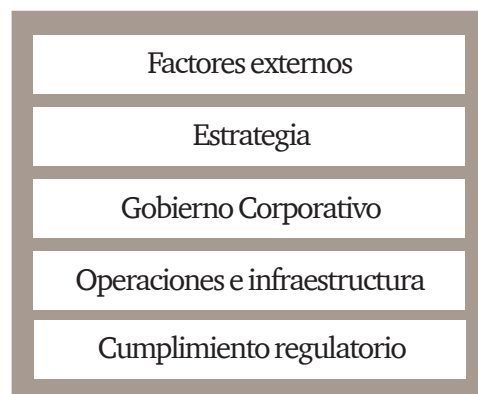 Factores externos
Estrategia
Gobierno Corporativo
Operaciones e infraestructura
Cumplimiento regulatorio